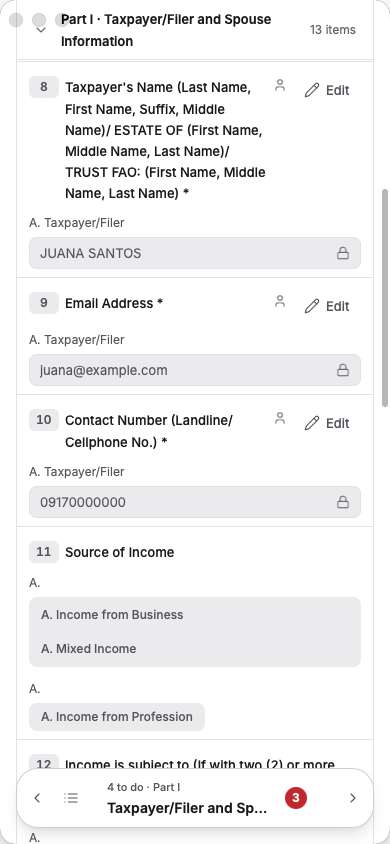 Part I · Taxpayer/Filer and Spouse
Information
13 items
8
Taxpayer's Name (Last Name,
First Name, Suffix, Middle
Name)/ ESTATE OF (First Name,
Middle Name, Last Name)/
TRUST FAO: (First Name, Middle
Name, Last Name) *
Edit
A. Taxpayer/Filer
JUANA SANTOS
9
Email Address *
Edit
A. Taxpayer/Filer
juana@example.com
10
Contact Number (Landline/
Cellphone No.) *
Edit
A. Taxpayer/Filer
09170000000
11
Source of Income
A.
A. Income from Business
A. Mixed Income
A.
A. Income from Profession
12
Income is subject to (If with two (2) or more
4 to do · Part I
Taxpayer/Filer and Sp...
3
A.